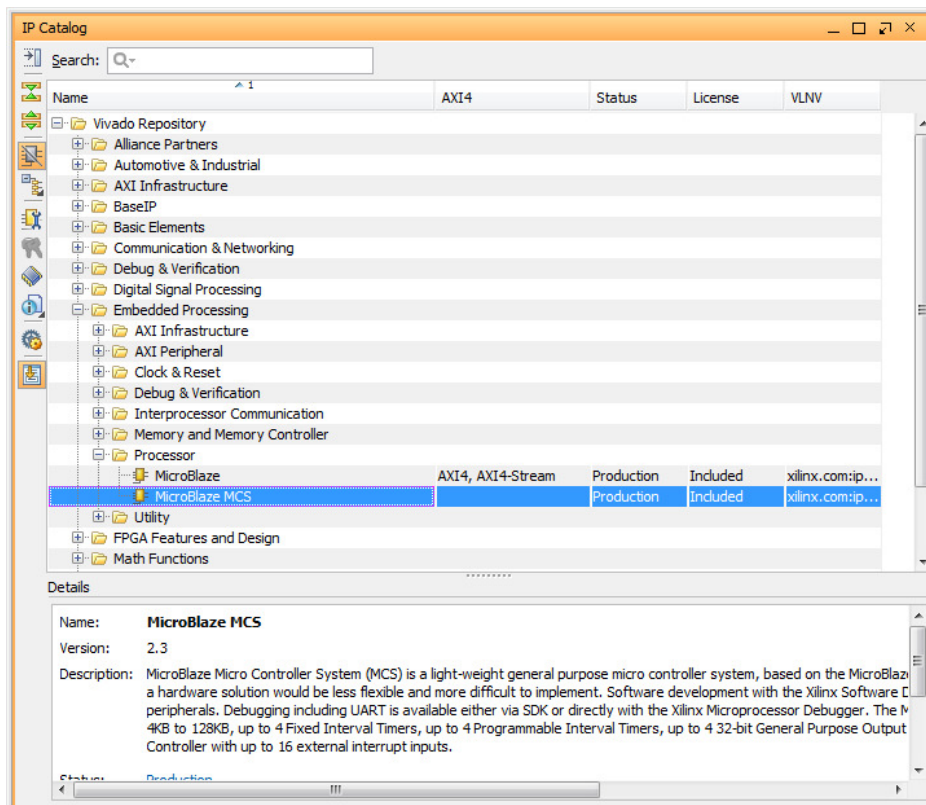 IP Catalog
Search:
1
Name AXI4 Status License VLNV
Vivado Repository
Alliance Partners
Automotive & Industrial
AXI Infrastructure
BaseIP
Basic Elements
Communication & Networking
Debug & Verification
Digital Signal Processing
Embedded Processing
AXI Infrastructure
AXI Peripheral
Clock & Reset
Debug & Verification
Interprocessor Communication
Memory and Memory Controller
Processor
MicroBlaze AXI4, AXI4-Stream Production Included xilinx.com:ip...
MicroBlaze MCS Production Included xilinx.com:ip...
Utility
FPGA Features and Design
Math Functions
Details
Name: MicroBlaze MCS
Version: 2.3
Description: MicroBlaze Micro Controller System (MCS) is a light-weight general purpose micro controller system, based on the MicroBlaz
a hardware solution would be less flexible and more difficult to implement. Software development with the Xilinx Software
peripherals. Debugging including UART is available either via SDK or directly with the Xilinx Microprocessor Debugger. The
4KB to 128KB, up to 4 Fixed Interval Timers, up to 4 Programmable Interval Timers, up to 4 32-bit General Purpose Output
Controller with up to 16 external interrupt inputs.
Status: Production